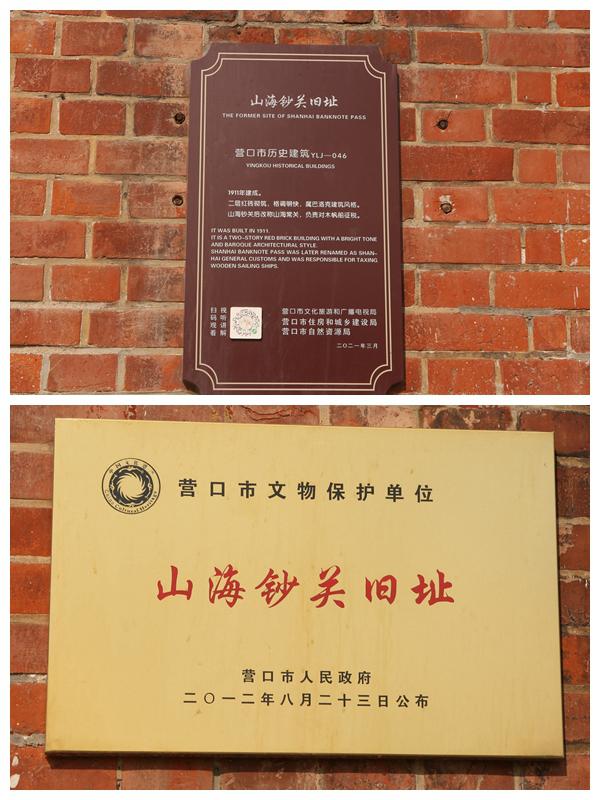 山海钞关旧址
THE FORMER SITE OF SHANHAI BANKNOTE PASS
营口市历史建筑YLJ—046
YINGKOU HISTORICAL BUILDINGS
1911年建成。
二层红砖砌筑，格调明快，属巴洛克建筑风格。
山海钞关后改称山海常关，负责对木帆船征税。
IT WAS BUILT IN 1911.
IT IS A TWO-STORY RED BRICK BUILDING WITH A BRIGHT TONE
AND BAROQUE ARCHITECTURAL STYLE.
SHANHAI BANKNOTE PASS WAS LATER RENAMED AS SHAN-
HAI GENERAL CUSTOMS AND WAS RESPONSIBLE FOR TAXING
WOODEN SAILING SHIPS.
扫码观看
视听讲解
营口市文化旅游和广播电视局
营口市住房和城乡建设局
营口市自然资源局
二〇二一年三月
营口市文物保护单位
山海钞关旧址
营口市人民政府
二〇一二年八月二十三日公布